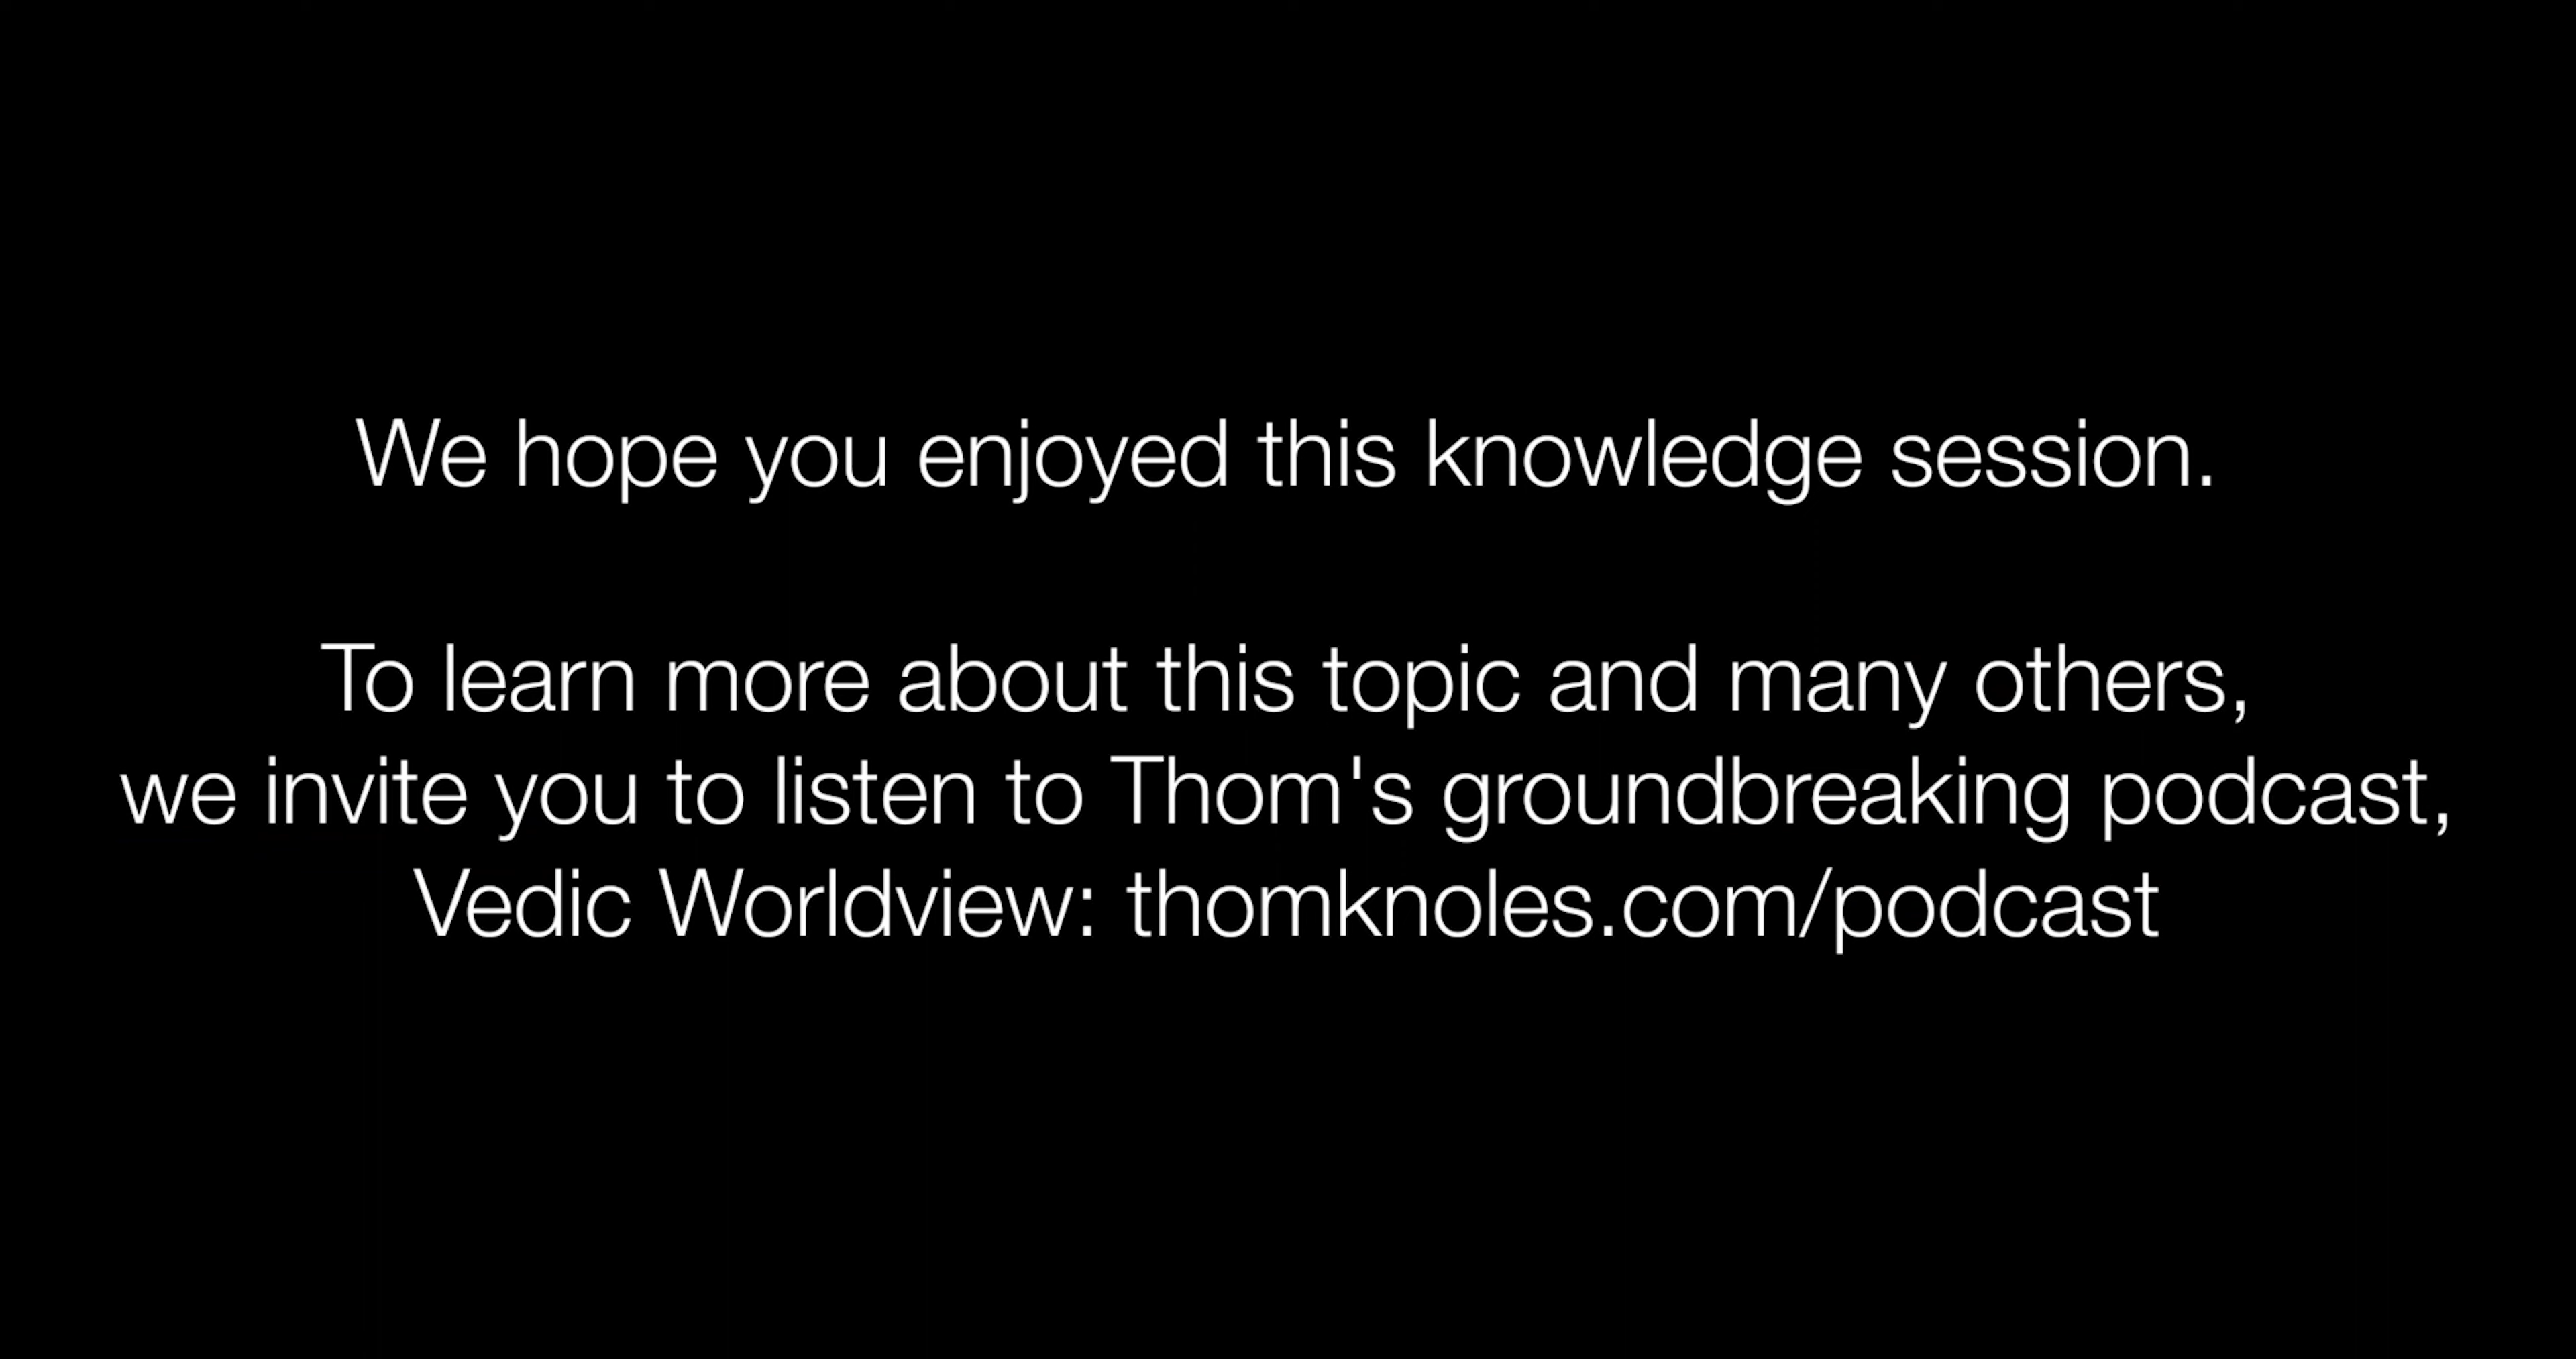 We hope you enjoyed this knowledge session.
To learn more about this topic and many others,
we invite you to listen to Thom's groundbreaking podcast,
Vedic Worldview: thomknoles.com/podcast